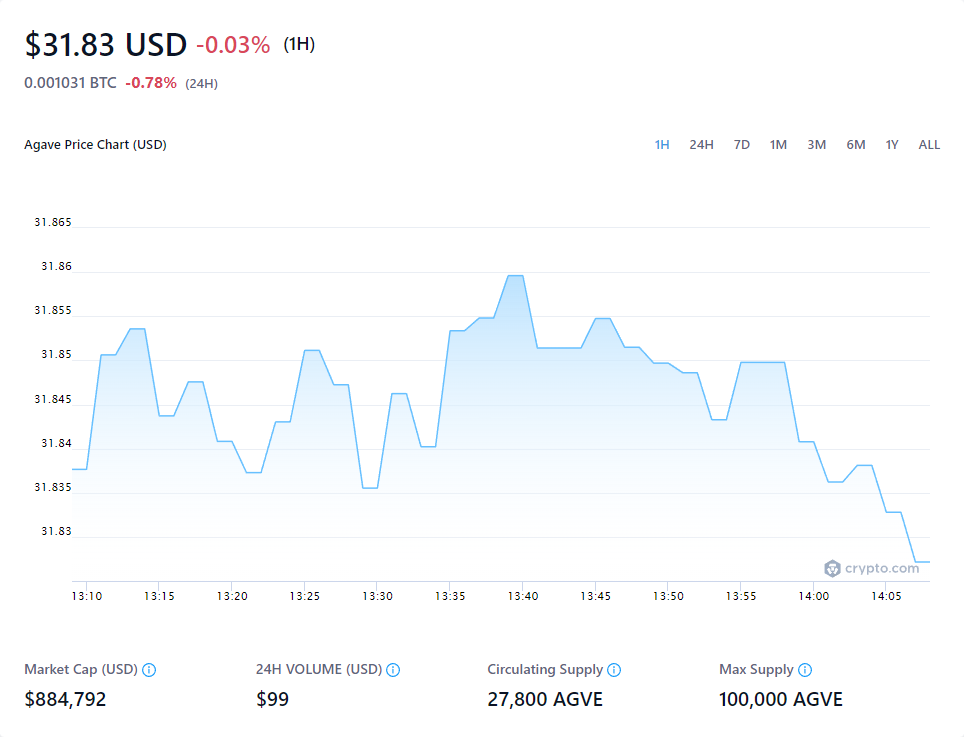 $31.83 USD -0.03% (1H)
0.001031 BTC -0.78% (24H)
Agave Price Chart (USD) 1H 24H 7D 1M 3M 6M 1Y ALL
31.865
31.86
31.855
31.85
31.845
31.84
31.835
31.83
crypto.com
13:10 13:15 13:20 13:25 13:30 13:35 13:40 13:45 13:50 13:55 14:00 14:05
Market Cap (USD) 24H VOLUME (USD) Circulating Supply Max Supply
$884,792 $99 27,800 AGVE 100,000 AGVE